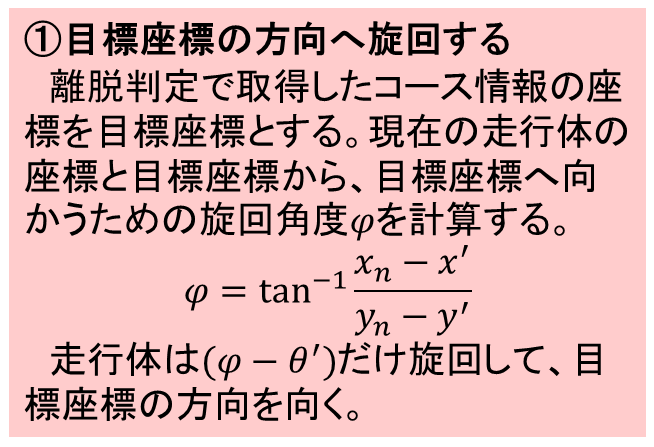 ①目標座標の方向へ旋回する
離脱判定で取得したコース情報の座
標を目標座標とする。現在の走行体の
座標と目標座標から、目標座標へ向
かうための旋回角度φを計算する。
φ = tan⁻¹ (xₙ − x′)/(yₙ − y′)
走行体は(φ − θ′)だけ旋回して、目
標座標の方向を向く。